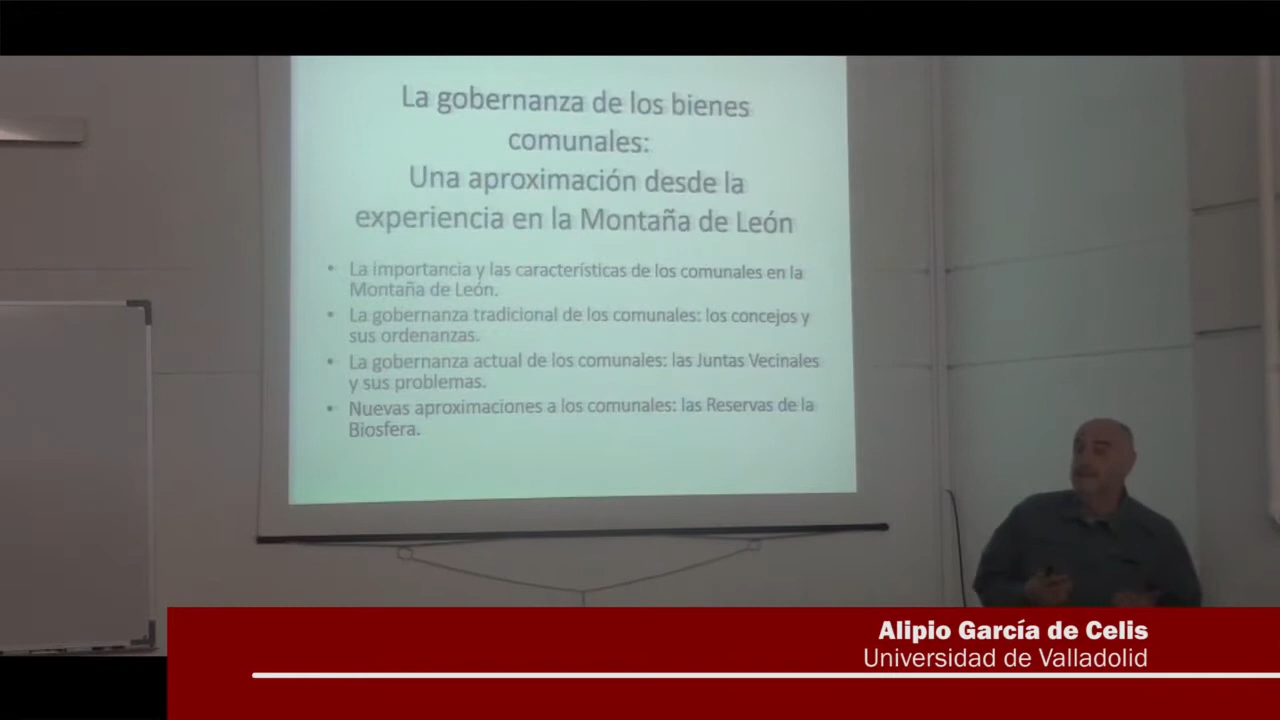 La gobernanza de los bienes
comunales:
Una aproximación desde la
experiencia en la Montaña de León
• La importancia y las características de los comunales en la
Montaña de León.
• La gobernanza tradicional de los comunales: los concejos y
sus ordenanzas.
• La gobernanza actual de los comunales: las Juntas Vecinales
y sus problemas.
• Nuevas aproximaciones a los comunales: las Reservas de la
Biosfera.
Alipio García de Celis
Universidad de Valladolid